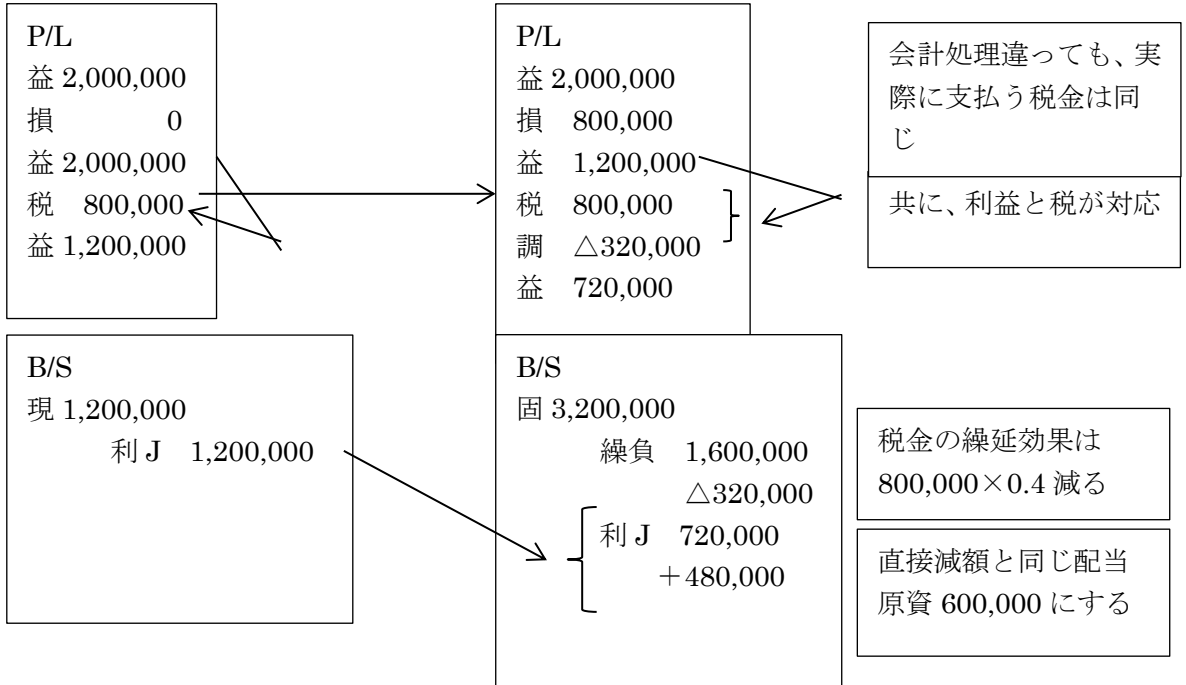 P/L
益 2,000,000
損 0
益 2,000,000
税 800,000
益 1,200,000
P/L
益 2,000,000
損 800,000
益 1,200,000
税 800,000
調 △320,000
益 720,000
会計処理違っても、実
際に支払う税金は同
じ
共に、利益と税が対応
B/S
現 1,200,000
利 J 1,200,000
B/S
固 3,200,000
繰負 1,600,000
△320,000
利 J 720,000
＋480,000
税金の繰延効果は
800,000×0.4 減る
直接減額と同じ配当
原資 600,000 にする